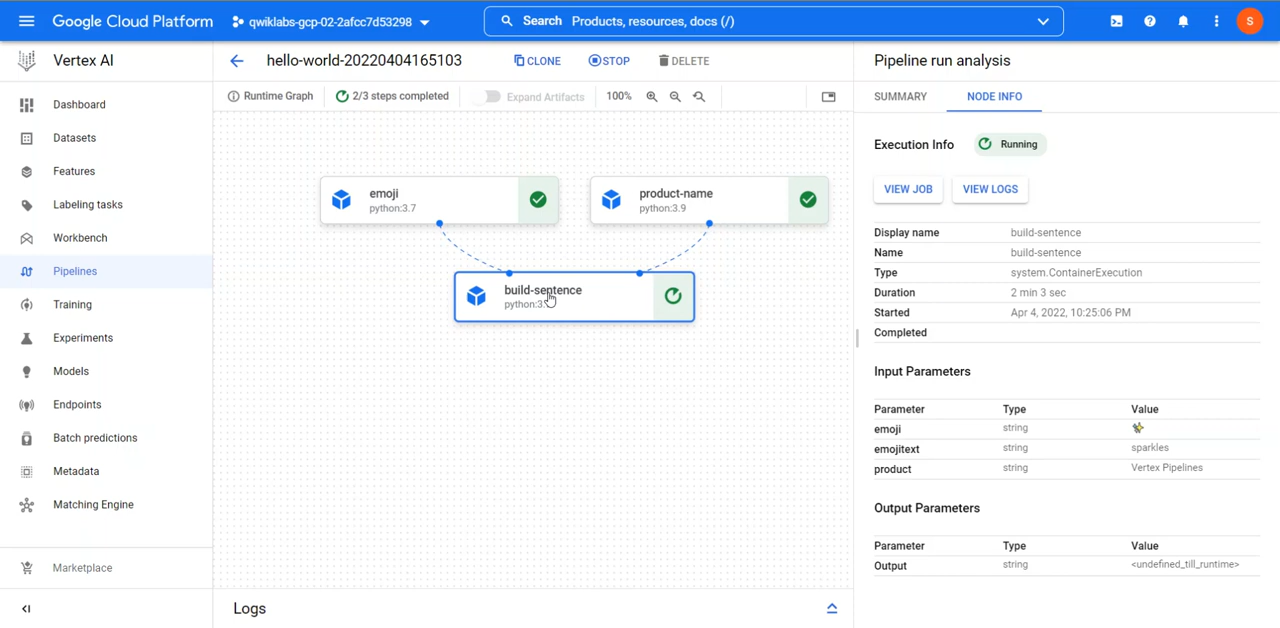 Google Cloud Platform
qwiklabs-gcp-02-2afcc7d53298
Search Products, resources, docs (/)
S
Vertex AI
Dashboard
Datasets
Features
Labeling tasks
Workbench
Pipelines
Training
Experiments
Models
Endpoints
Batch predictions
Metadata
Matching Engine
Marketplace
hello-world-20220404165103
CLONE
STOP
DELETE
Runtime Graph
2/3 steps completed
Expand Artifacts
100%
emoji
python:3.7
product-name
python:3.9
build-sentence
Logs
Pipeline run analysis
SUMMARY
NODE INFO
Execution Info
Running
VIEW JOB
VIEW LOGS
Display name build-sentence
Name build-sentence
Type system.ContainerExecution
Duration 2 min 3 sec
Started Apr 4, 2022, 10:25:06 PM
Completed
Input Parameters
Parameter Type Value
emoji string ✨
emojitext string sparkles
product string Vertex Pipelines
Output Parameters
Parameter Type Value
Output string <undefined_till_runtime>